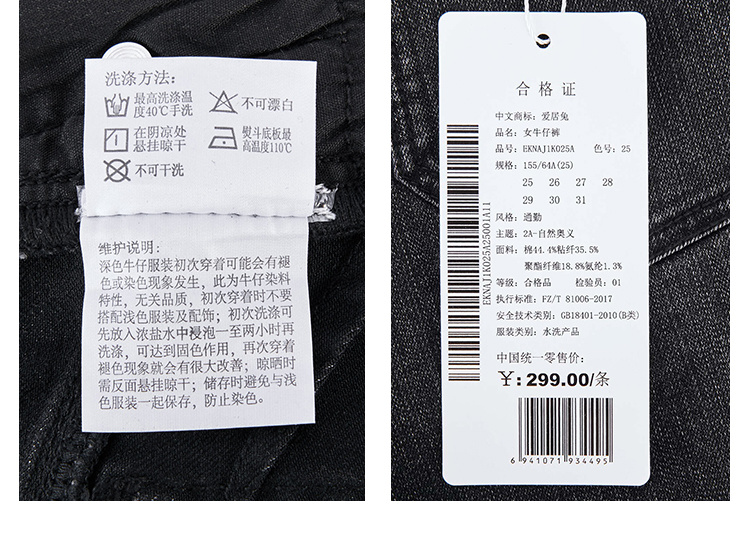 洗涤方法：
最高洗涤温
度40℃手洗
不可漂白
在阴凉处
悬挂晾干
熨斗底板最
高温度110℃
不可干洗
维护说明：
深色牛仔服装初次穿着可能会有褪
色或染色现象发生，此为牛仔染料
特性，无关品质，初次穿着时不要
搭配浅色服装及配饰；初次洗涤可
先放入浓盐水中浸泡一至两小时再
洗涤，可达到固色作用，再次穿着
褪色现象就会有很大改善；晾晒时
需反面悬挂晾干；储存时避免与浅
色服装一起保存，防止染色。
合格证
中文商标：爱居兔
品名：女牛仔裤
品号：EKNAJ1K025A 色号：25
规格：155/64A(25)
25 26 27 28
29 30 31
风格：通勤
主题：2A-自然奥义
面料：棉44.4%粘纤35.5%
聚酯纤维18.8%氨纶1.3%
等级：合格品 检验员：01
执行标准：FZ/T 81006-2017
安全技术类别：GB18401-2010(B类)
服装类别：水洗产品
中国统一零售价：
¥：299.00/条
6 941071 934495
EKNAJ1K025A25001A11